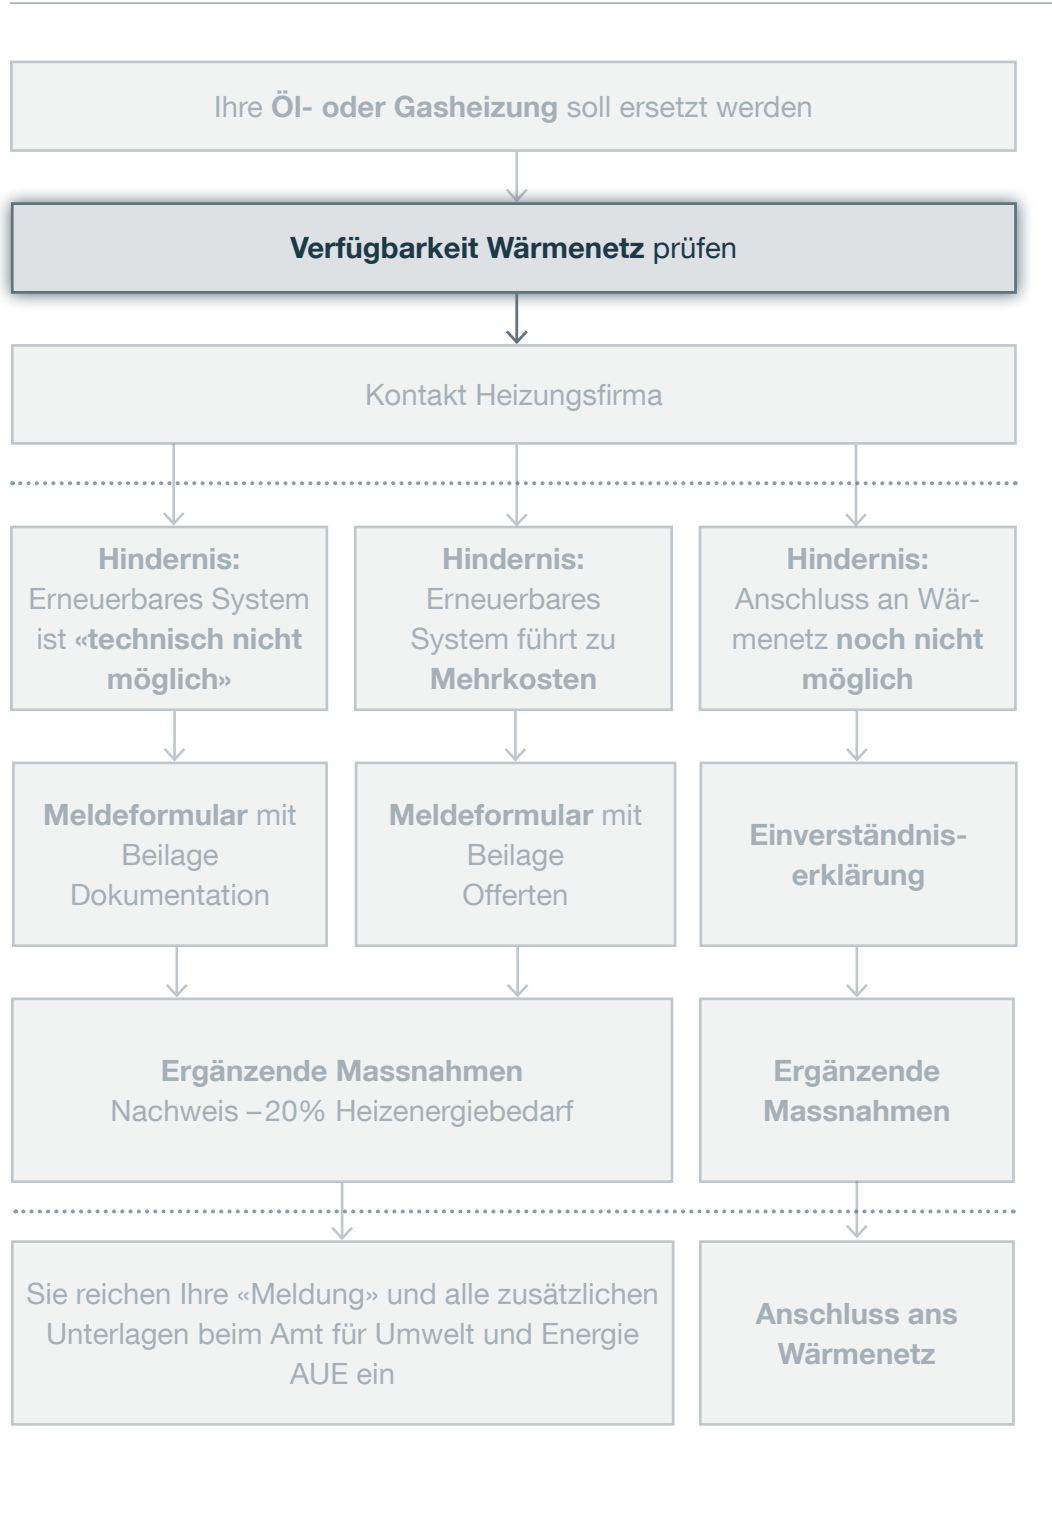 Ihre Öl- oder Gasheizung soll ersetzt werden
Verfügbarkeit Wärmenetz prüfen
Kontakt Heizungsfirma
Hindernis:
Erneuerbares System
ist «technisch nicht
möglich»
Hindernis:
Erneuerbares
System führt zu
Mehrkosten
Hindernis:
Anschluss an Wär-
menetz noch nicht
möglich
Meldeformular mit
Beilage
Dokumentation
Meldeformular mit
Beilage
Offerten
Einverständnis-
erklärung
Ergänzende Massnahmen
Nachweis –20% Heizenergiebedarf
Ergänzende
Massnahmen
Sie reichen Ihre «Meldung» und alle zusätzlichen
Unterlagen beim Amt für Umwelt und Energie
AUE ein
Anschluss ans
Wärmenetz